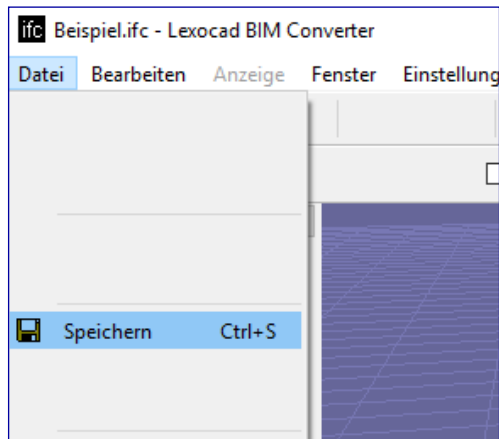 ifc Beispiel.ifc - Lexocad BIM Converter
Datei Bearbeiten Anzeige Fenster Einstellung
Speichern Ctrl+S